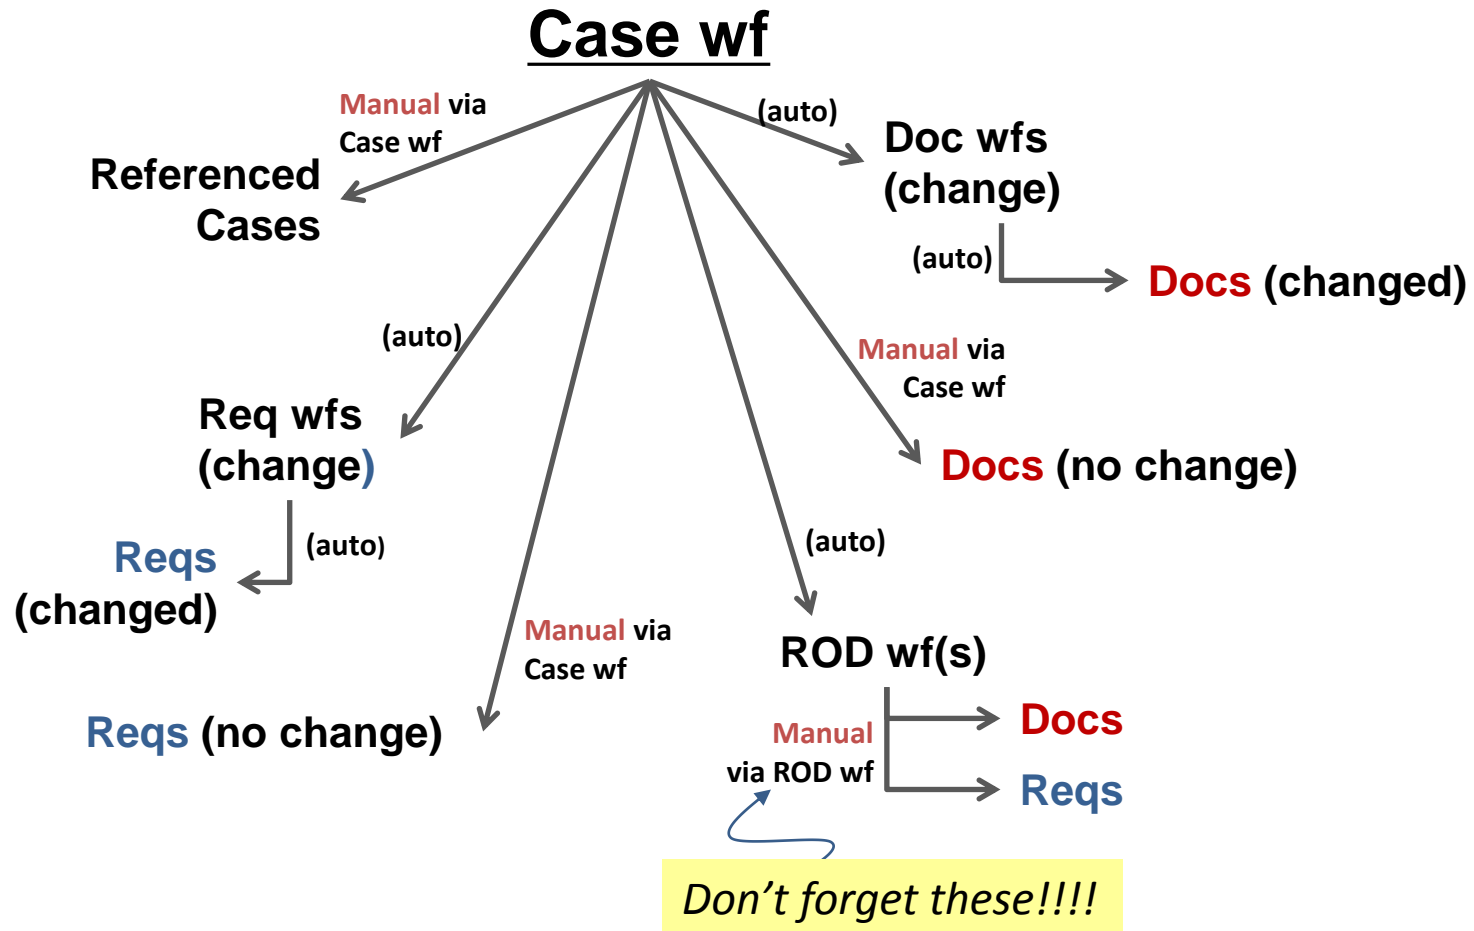 Case wf
Manual via
Case wf
(auto)
Doc wfs
(change)
Referenced
Cases
(auto)
Docs (changed)
(auto)
Manual via
Case wf
Req wfs
(change)
Docs (no change)
(auto)
Reqs
(changed)
(auto)
Manual via
Case wf
ROD wf(s)
Reqs (no change)
Docs
Manual
via ROD wf
Reqs
Don’t forget these!!!!